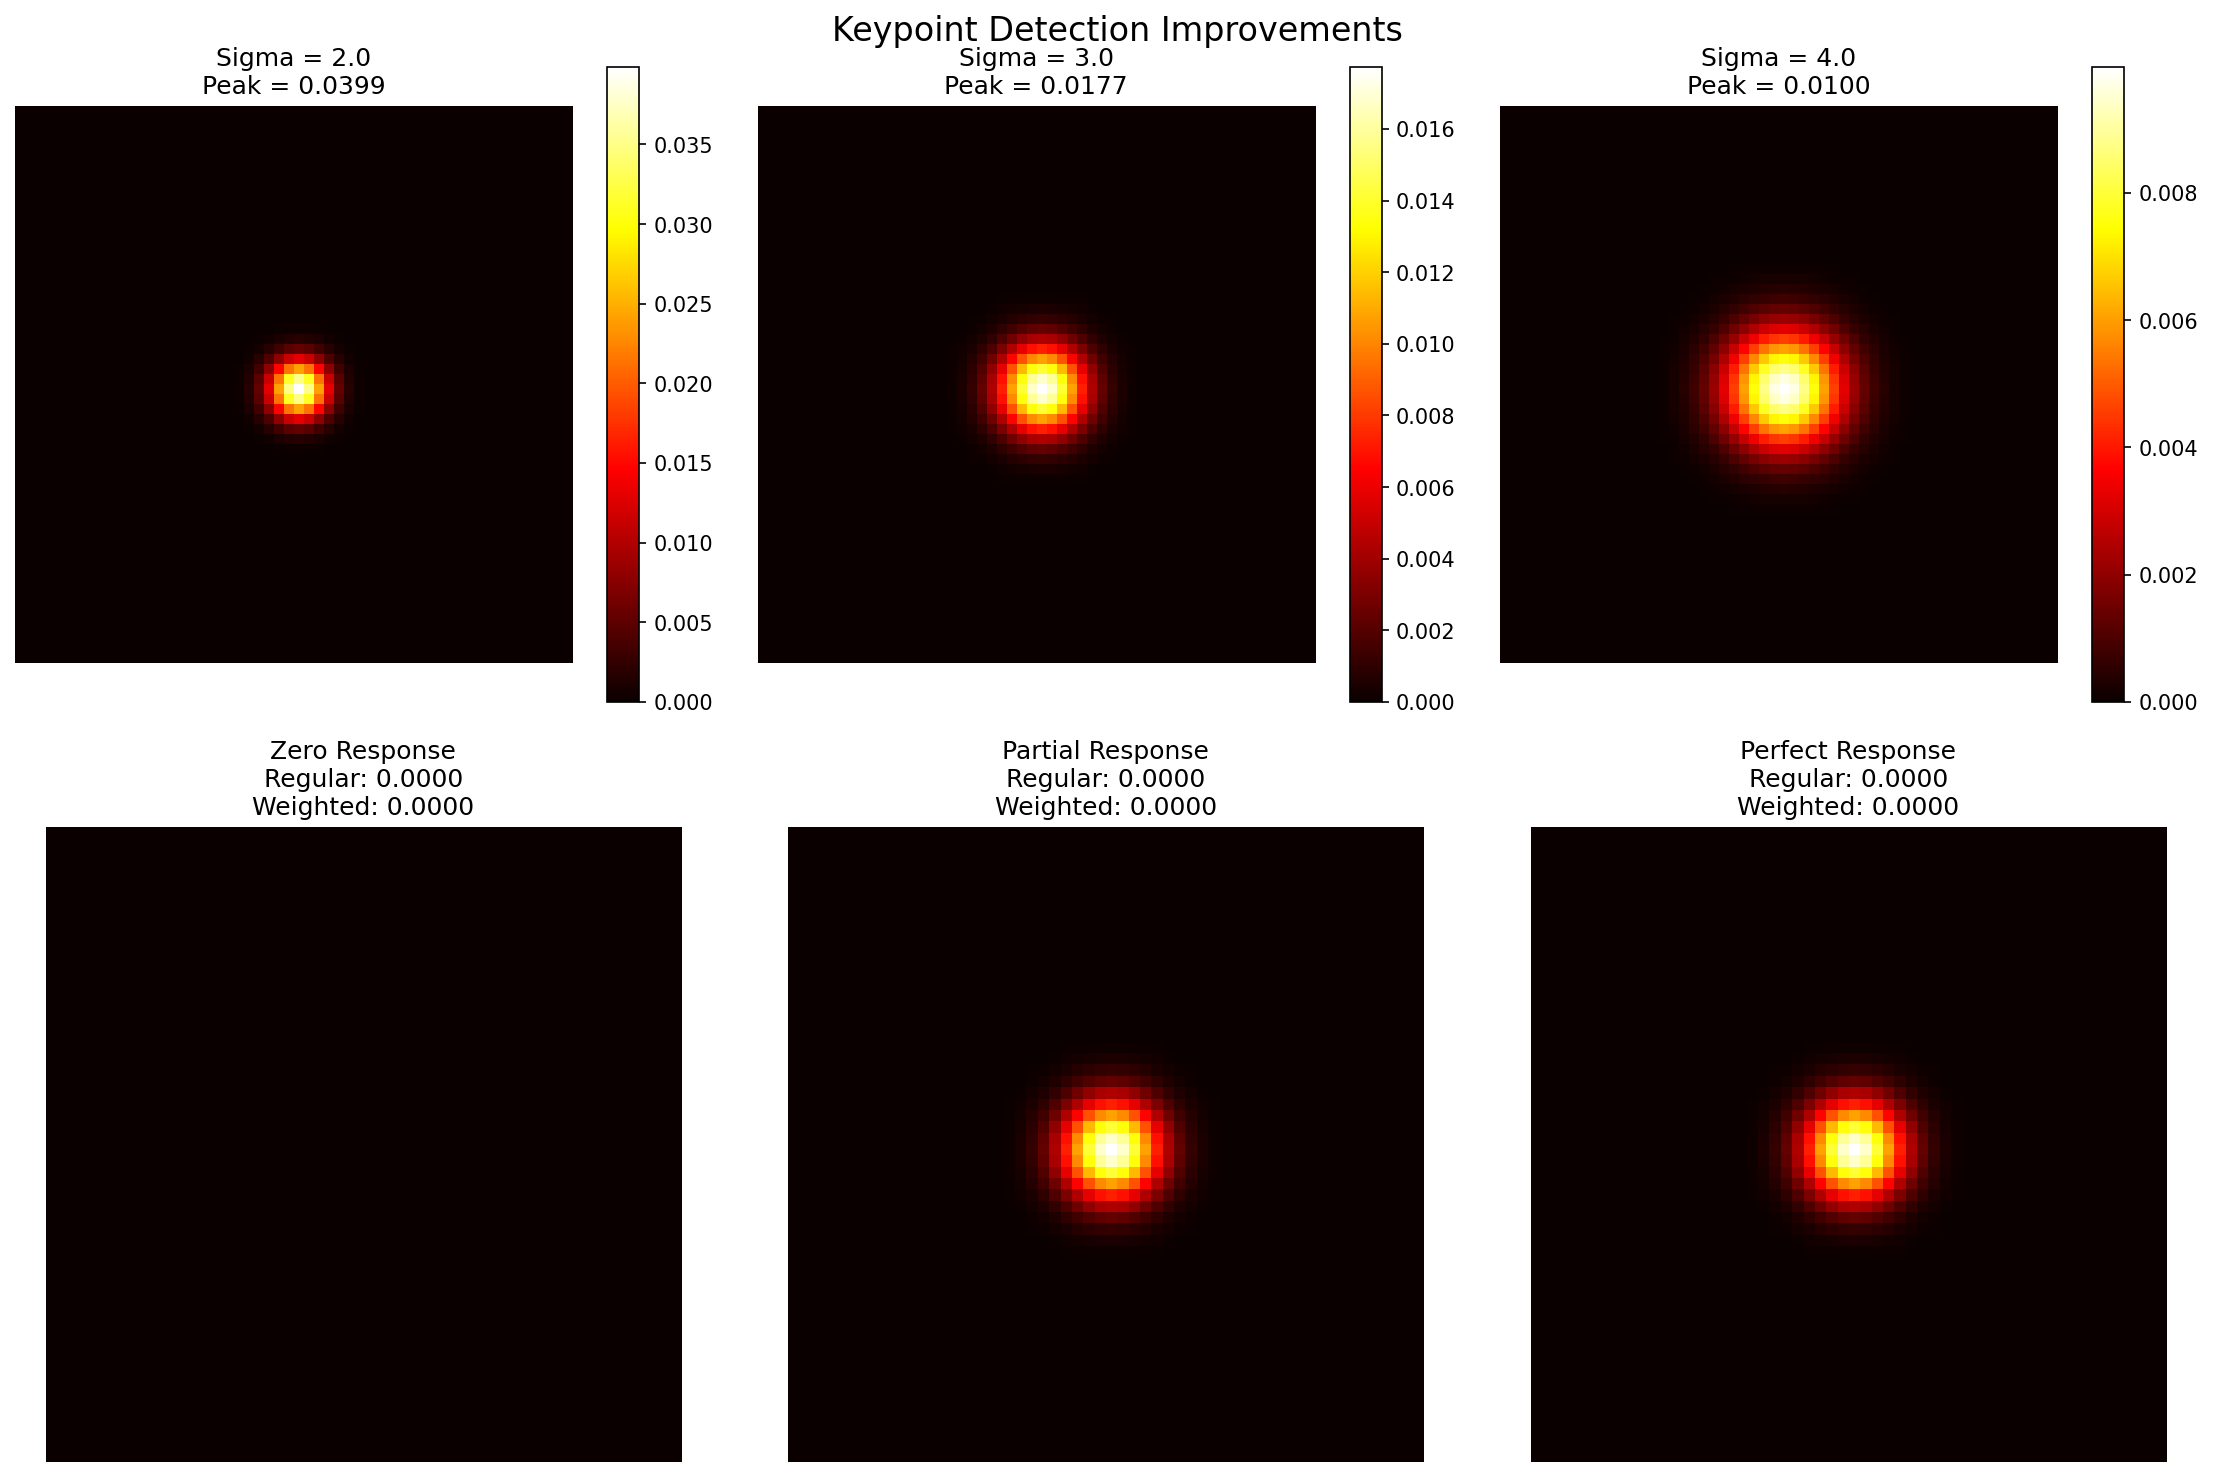 Keypoint Detection Improvements
Sigma = 2.0
Peak = 0.0399
0.035
0.030
0.025
0.020
0.015
0.010
0.005
0.000
Sigma = 3.0
Peak = 0.0177
0.016
0.014
0.012
0.010
0.008
0.006
0.004
0.002
0.000
Sigma = 4.0
Peak = 0.0100
0.008
0.006
0.004
0.002
0.000
Zero Response
Regular: 0.0000
Weighted: 0.0000
Partial Response
Regular: 0.0000
Weighted: 0.0000
Perfect Response
Regular: 0.0000
Weighted: 0.0000